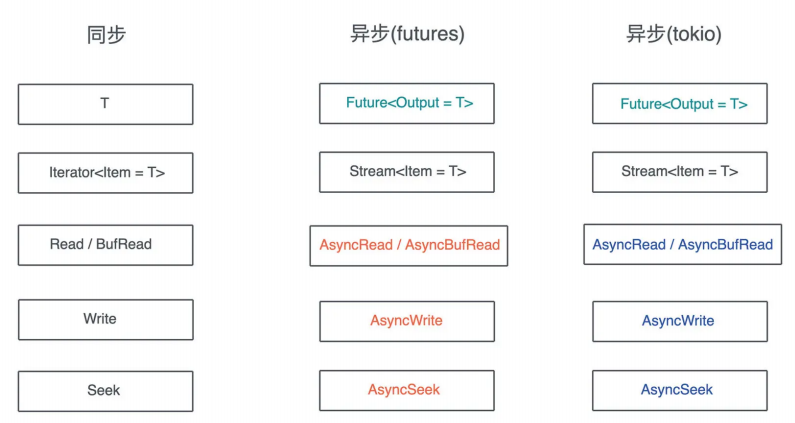 同步 异步(futures) 异步(tokio)
T Future<Output = T> Future<Output = T>
Iterator<Item = T> Stream<Item = T> Stream<Item = T>
Read / BufRead AsyncRead / AsyncBufRead AsyncRead / AsyncBufRead
Write AsyncWrite AsyncWrite
Seek AsyncSeek AsyncSeek